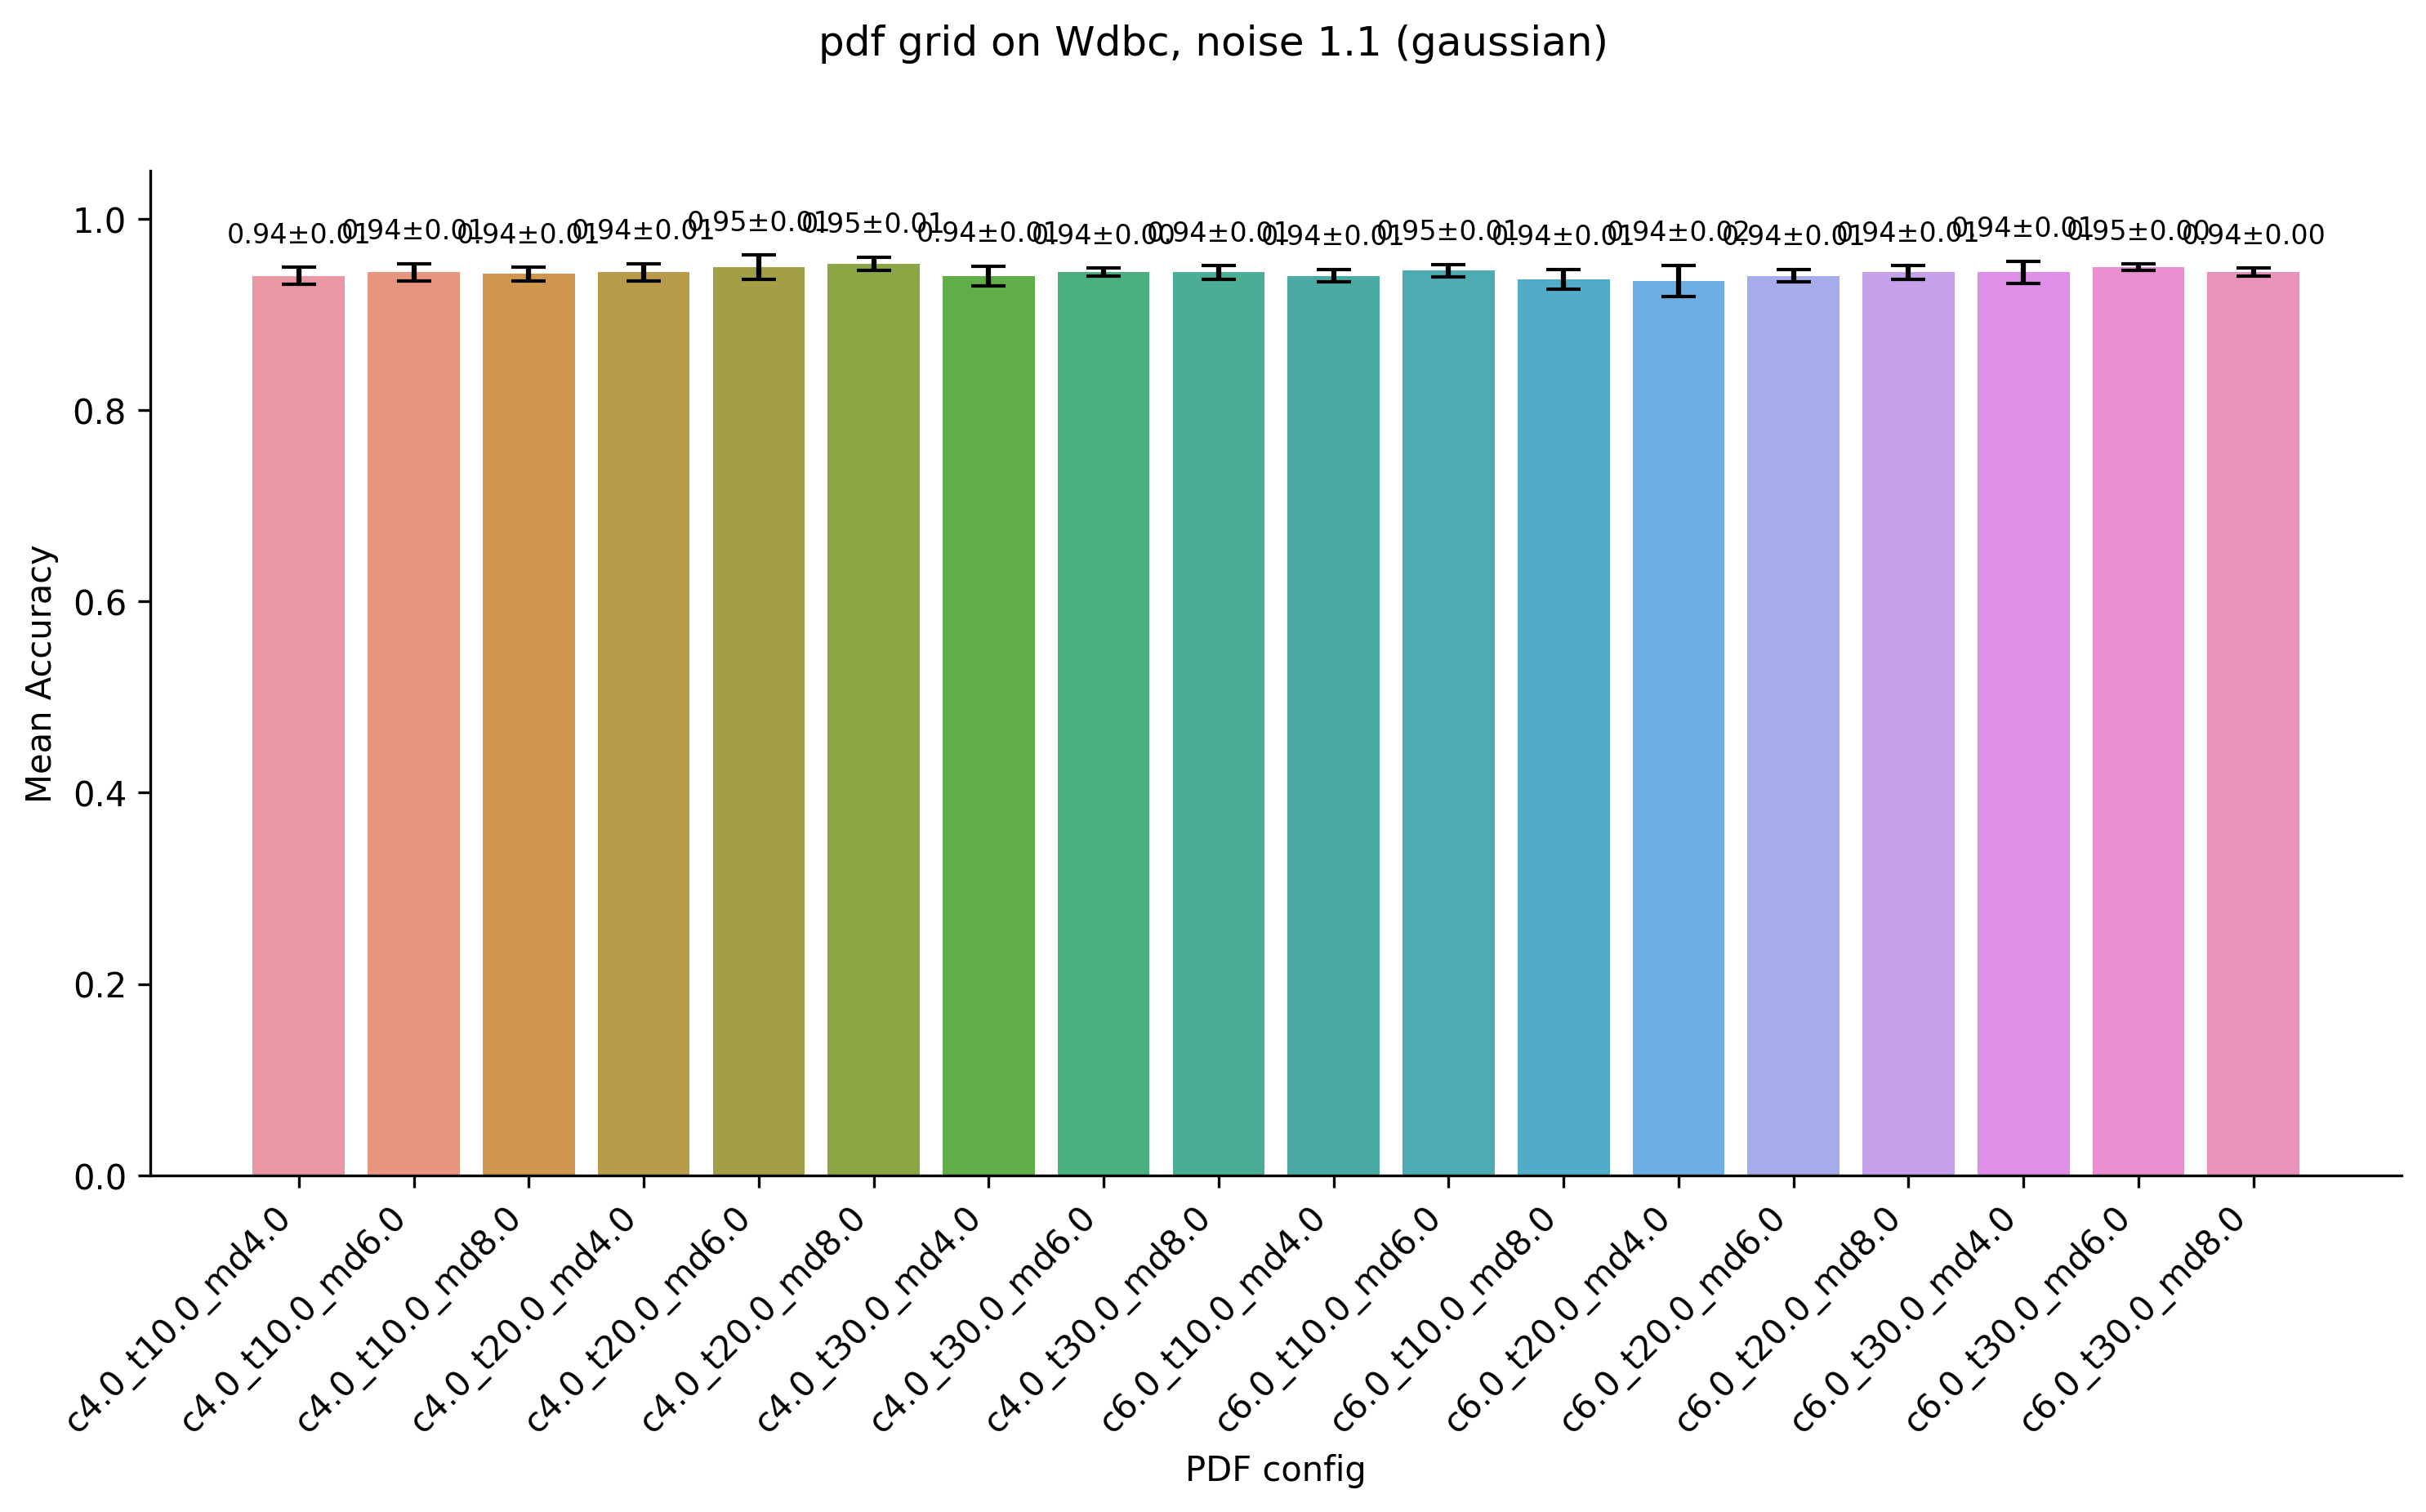 pdf grid on Wdbc, noise 1.1 (gaussian)
Mean Accuracy
1.0
0.8
0.6
0.4
0.2
0.0
0.94±0.01
0.94±0.01
0.94±0.01
0.94±0.01
0.95±0.01
0.95±0.01
0.94±0.01
0.94±0.00
0.94±0.01
0.94±0.01
0.95±0.01
0.94±0.01
0.94±0.02
0.94±0.01
0.94±0.01
0.94±0.01
0.95±0.00
0.94±0.00
c4.0_t10.0_md4.0
c4.0_t10.0_md6.0
c4.0_t10.0_md8.0
c4.0_t20.0_md4.0
c4.0_t20.0_md6.0
c4.0_t20.0_md8.0
c4.0_t30.0_md4.0
c4.0_t30.0_md6.0
c4.0_t30.0_md8.0
c6.0_t10.0_md4.0
c6.0_t10.0_md6.0
c6.0_t10.0_md8.0
c6.0_t20.0_md4.0
c6.0_t20.0_md6.0
c6.0_t20.0_md8.0
c6.0_t30.0_md4.0
c6.0_t30.0_md6.0
c6.0_t30.0_md8.0
PDF config